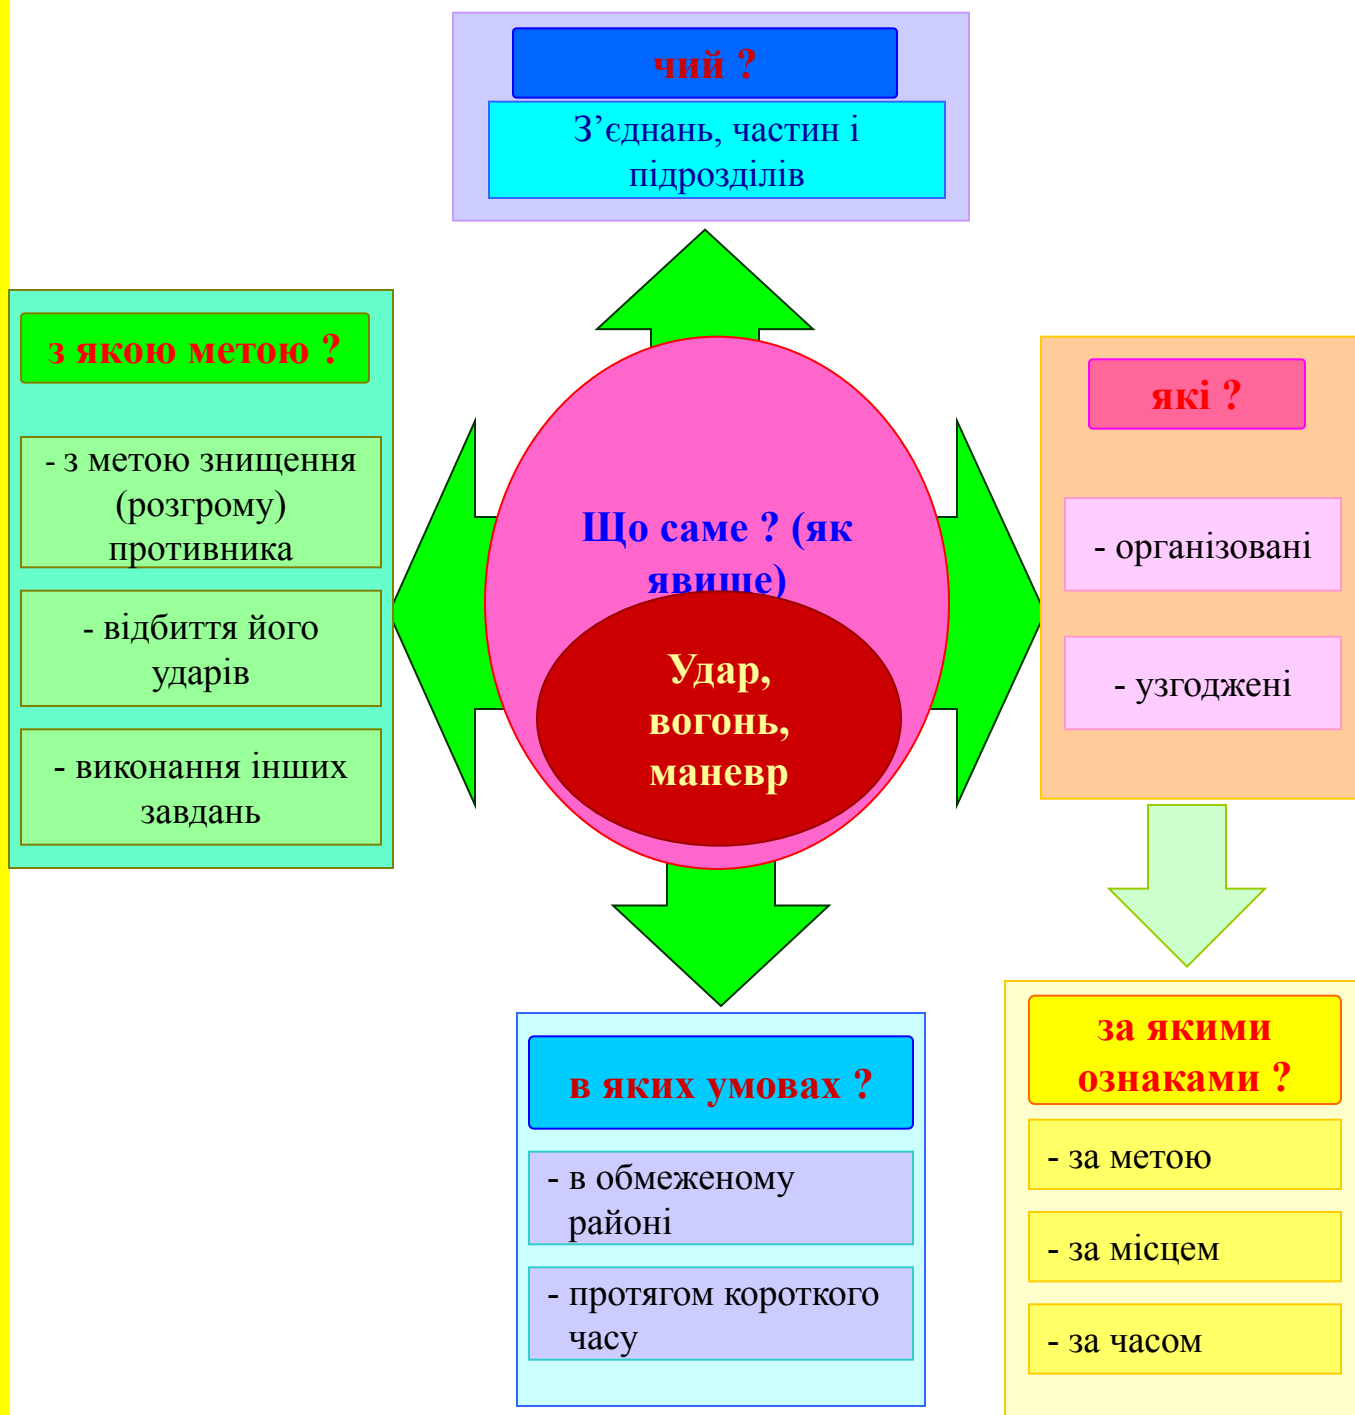 чий ?
З’єднань, частин і
підрозділів
з якою метою ?
- з метою знищення
(розгрому)
противника
- відбиття його
ударів
- виконання інших
завдань
Що саме ? (як
явище)
Удар,
вогонь,
маневр
які ?
- організовані
- узгоджені
в яких умовах ?
- в обмеженому
районі
- протягом короткого
часу
за якими
ознаками ?
- за метою
- за місцем
- за часом